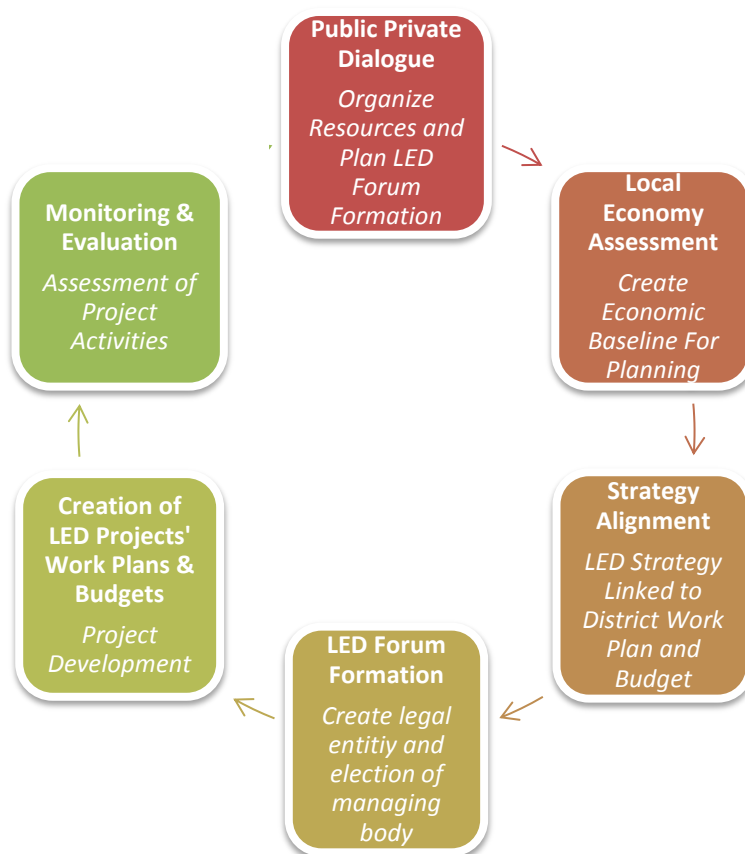 Public Private
Dialogue
Organize
Resources and
Plan LED
Forum
Formation
Local
Economy
Assessment
Create
Economic
Baseline For
Planning
Strategy
Alignment
LED Strategy
Linked to
District Work
Plan and
Budget
LED Forum
Formation
Create legal
entitiy and
election of
managing
body
Creation of
LED Projects'
Work Plans &
Budgets
Project
Development
Monitoring &
Evaluation
Assessment of
Project
Activities